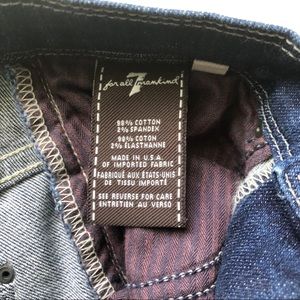 7
for all mankind
98% COTTON
2% SPANDEX
98% COTON
2% ÉLASTHANNE
MADE IN U.S.A.
OF IMPORTED FABRIC
FABRIQUÉ AUX ÉTATS-UNIS
DE TISSU IMPORTÉ
SEE REVERSE FOR CARE
ENTRETIEN AU VERSO